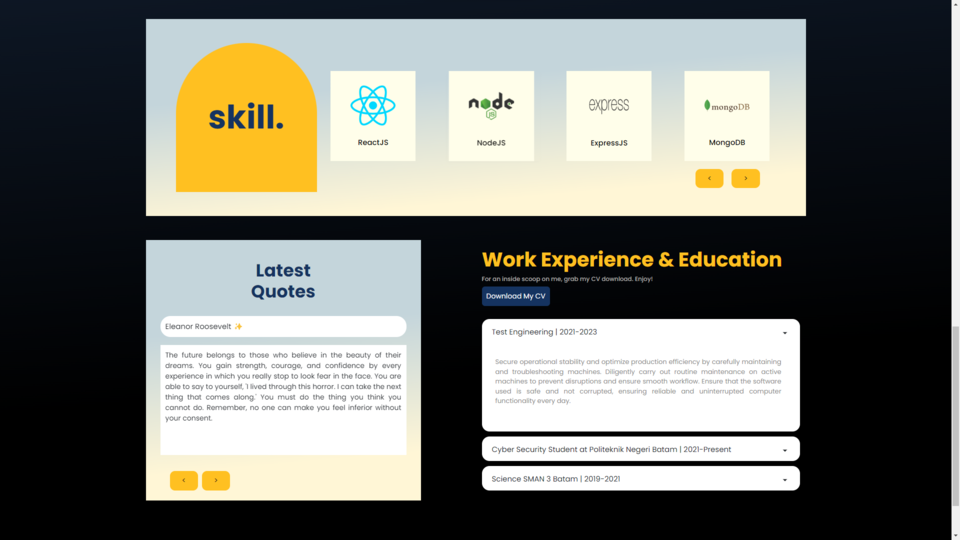 skill.
ReactJS
node
JS
NodeJS
express
ExpressJS
mongoDB
MongoDB
<
>
Latest
Quotes
Eleanor Roosevelt ✨
The future belongs to those who believe in the beauty of their
dreams. You gain strength, courage, and confidence by every
experience in which you really stop to look fear in the face. You are
able to say to yourself, 'I lived through this horror. I can take the next
thing that comes along.' You must do the thing you think you
cannot do. Remember, no one can make you feel inferior without
your consent.
<
>
Work Experience & Education
For an inside scoop on me, grab my CV download. Enjoy!
Download My CV
Test Engineering | 2021-2023
Secure operational stability and optimize production efficiency by carefully maintaining
and troubleshooting machines. Diligently carry out routine maintenance on active
machines to prevent disruptions and ensure smooth workflow. Ensure that the software
used is safe and not corrupted, ensuring reliable and uninterrupted computer
functionality every day.
Cyber Security Student at Politeknik Negeri Batam | 2021-Present
Science SMAN 3 Batam | 2019-2021